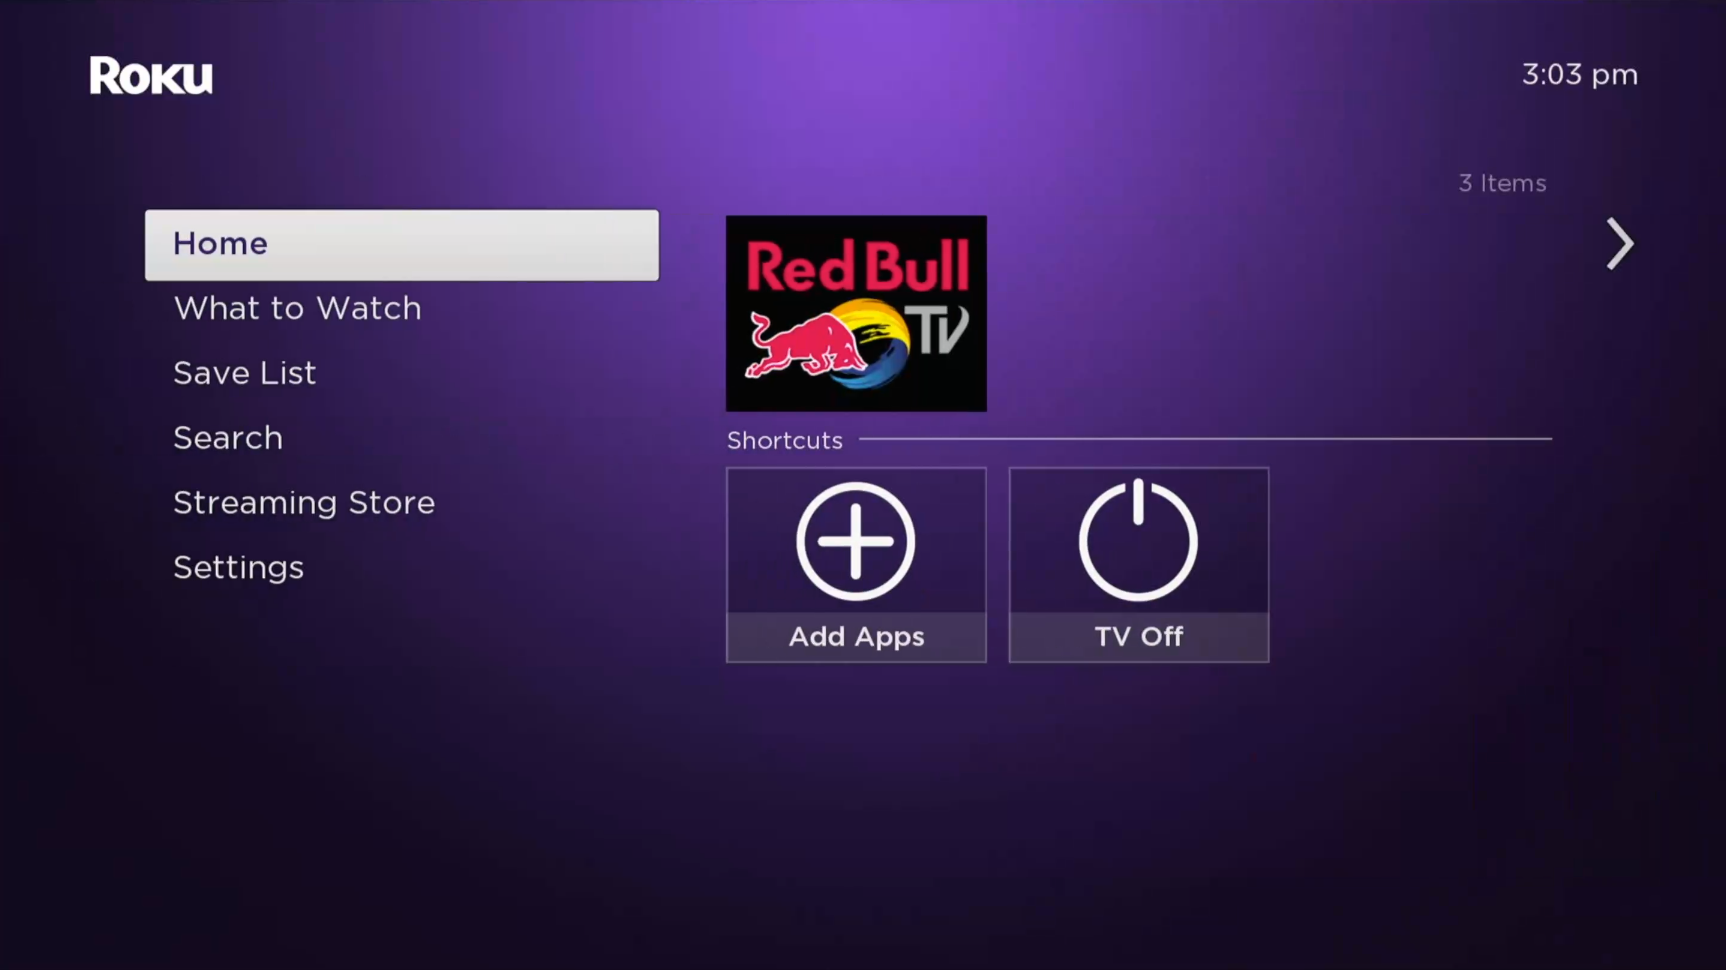 Roku
3:03 pm
3 Items
Home
What to Watch
Save List
Search
Streaming Store
Settings
Red Bull
TV
Shortcuts
Add Apps
TV Off